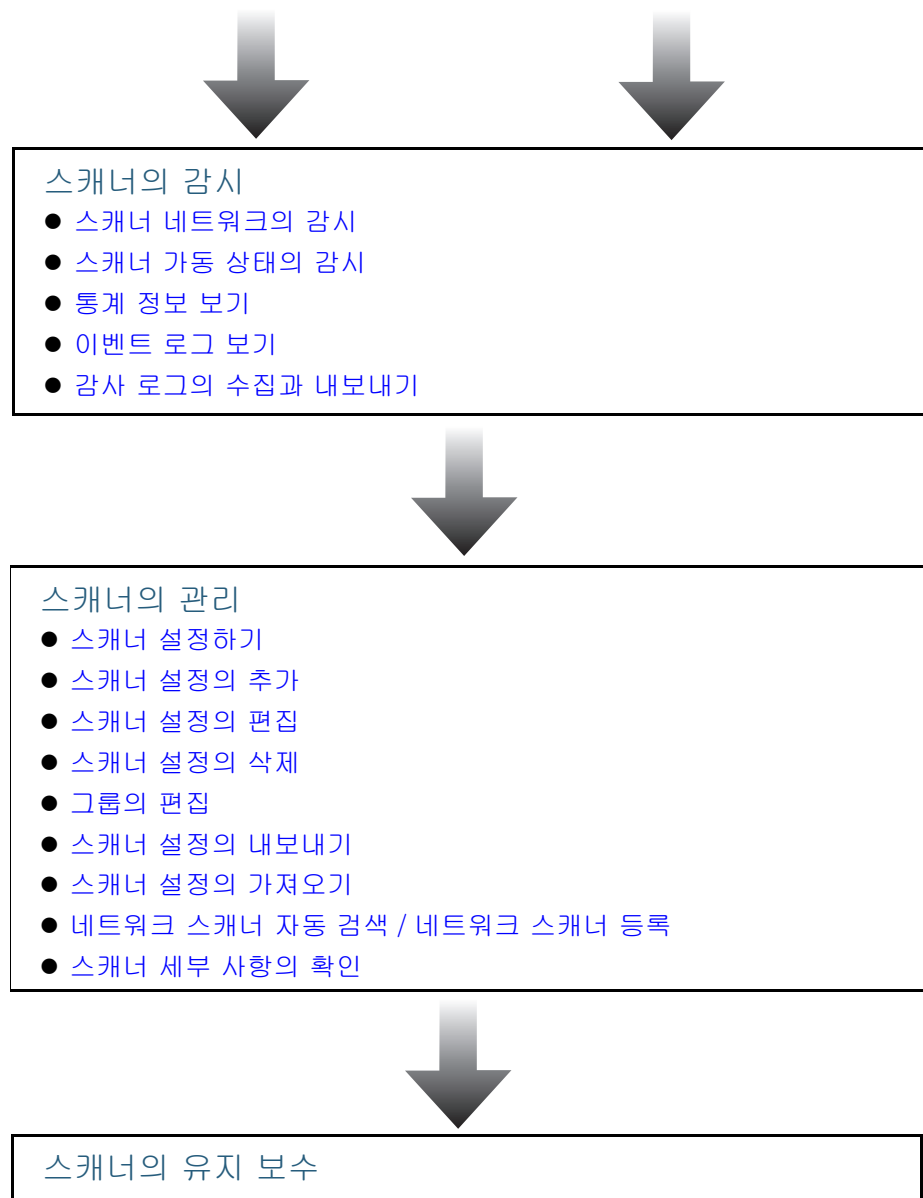 스캐너의 감시
● 스캐너 네트워크의 감시
● 스캐너 가동 상태의 감시
● 통계 정보 보기
● 이벤트 로그 보기
● 감사 로그의 수집과 내보내기
스캐너의 관리
● 스캐너 설정하기
● 스캐너 설정의 추가
● 스캐너 설정의 편집
● 스캐너 설정의 삭제
● 그룹의 편집
● 스캐너 설정의 내보내기
● 스캐너 설정의 가져오기
● 네트워크 스캐너 자동 검색 / 네트워크 스캐너 등록
● 스캐너 세부 사항의 확인
스캐너의 유지 보수